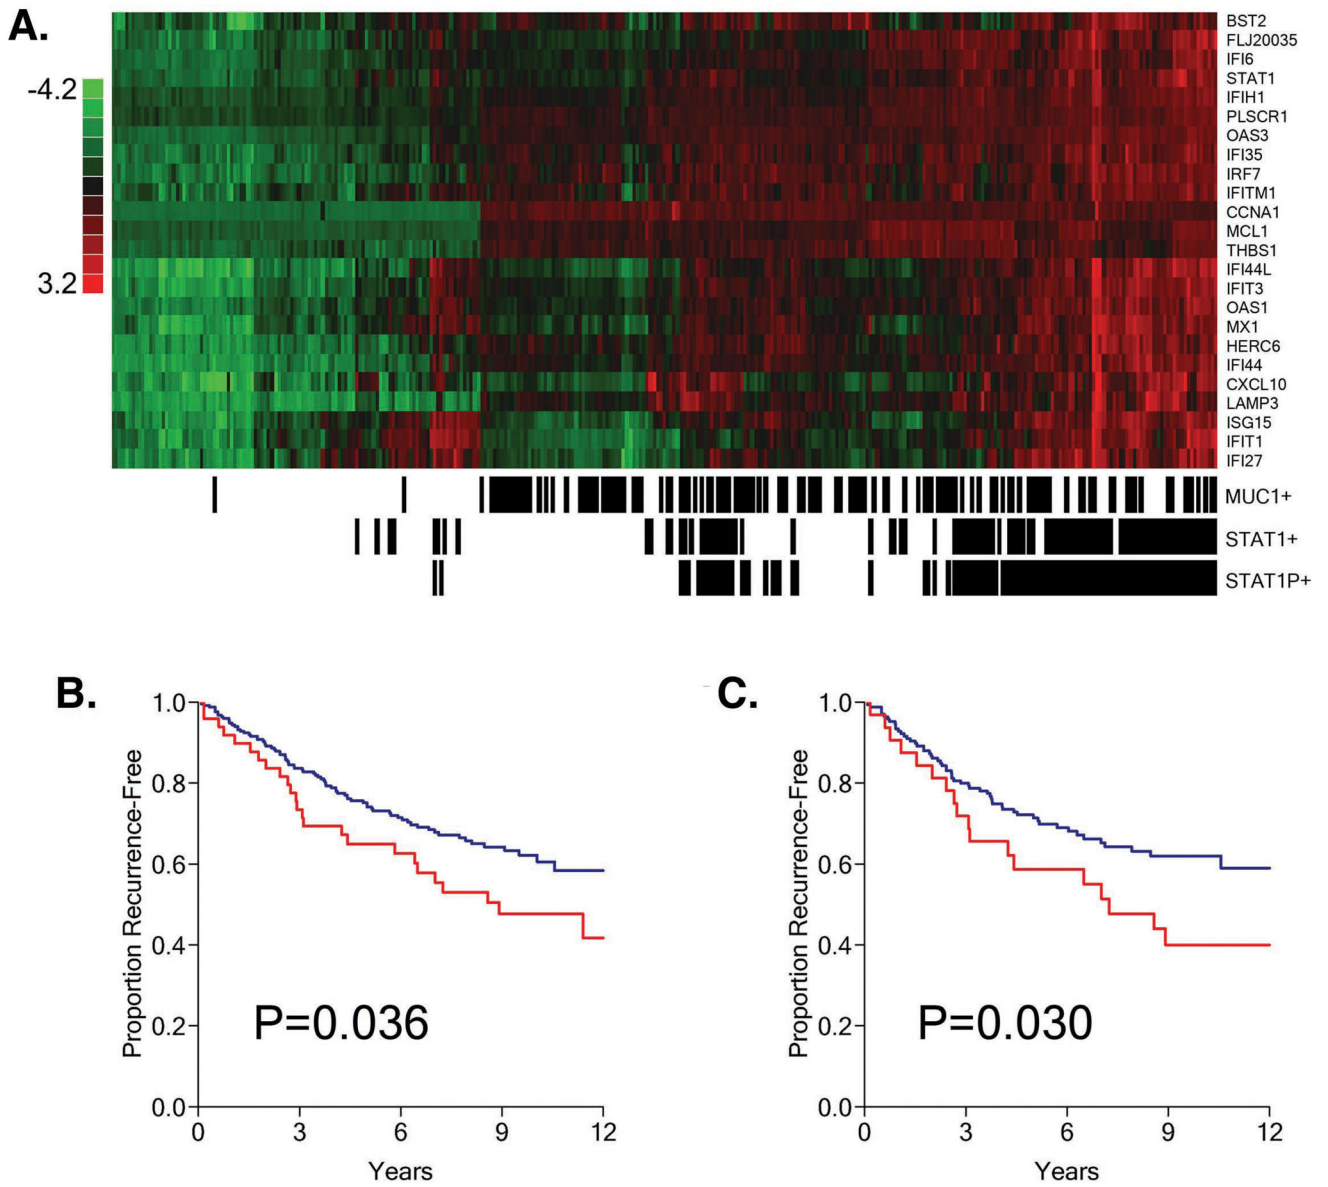 A.
-4.2
3.2
BST2
FLJ20035
IFI6
STAT1
IFIH1
PLSCR1
OAS3
IFI35
IRF7
IFITM1
CCNA1
MCL1
THBS1
IFI44L
IFIT3
OAS1
MX1
HERC6
IFI44
CXCL10
LAMP3
ISG15
IFIT1
IFI27
MUC1+
STAT1+
STAT1P+
B.
Proportion Recurrence-Free
1.0
0.8
0.6
0.4
0.2
0.0
P=0.036
0 3 6 9 12
Years
C.
Proportion Recurrence-Free
1.0
0.8
0.6
0.4
0.2
0.0
P=0.030
0 3 6 9 12
Years